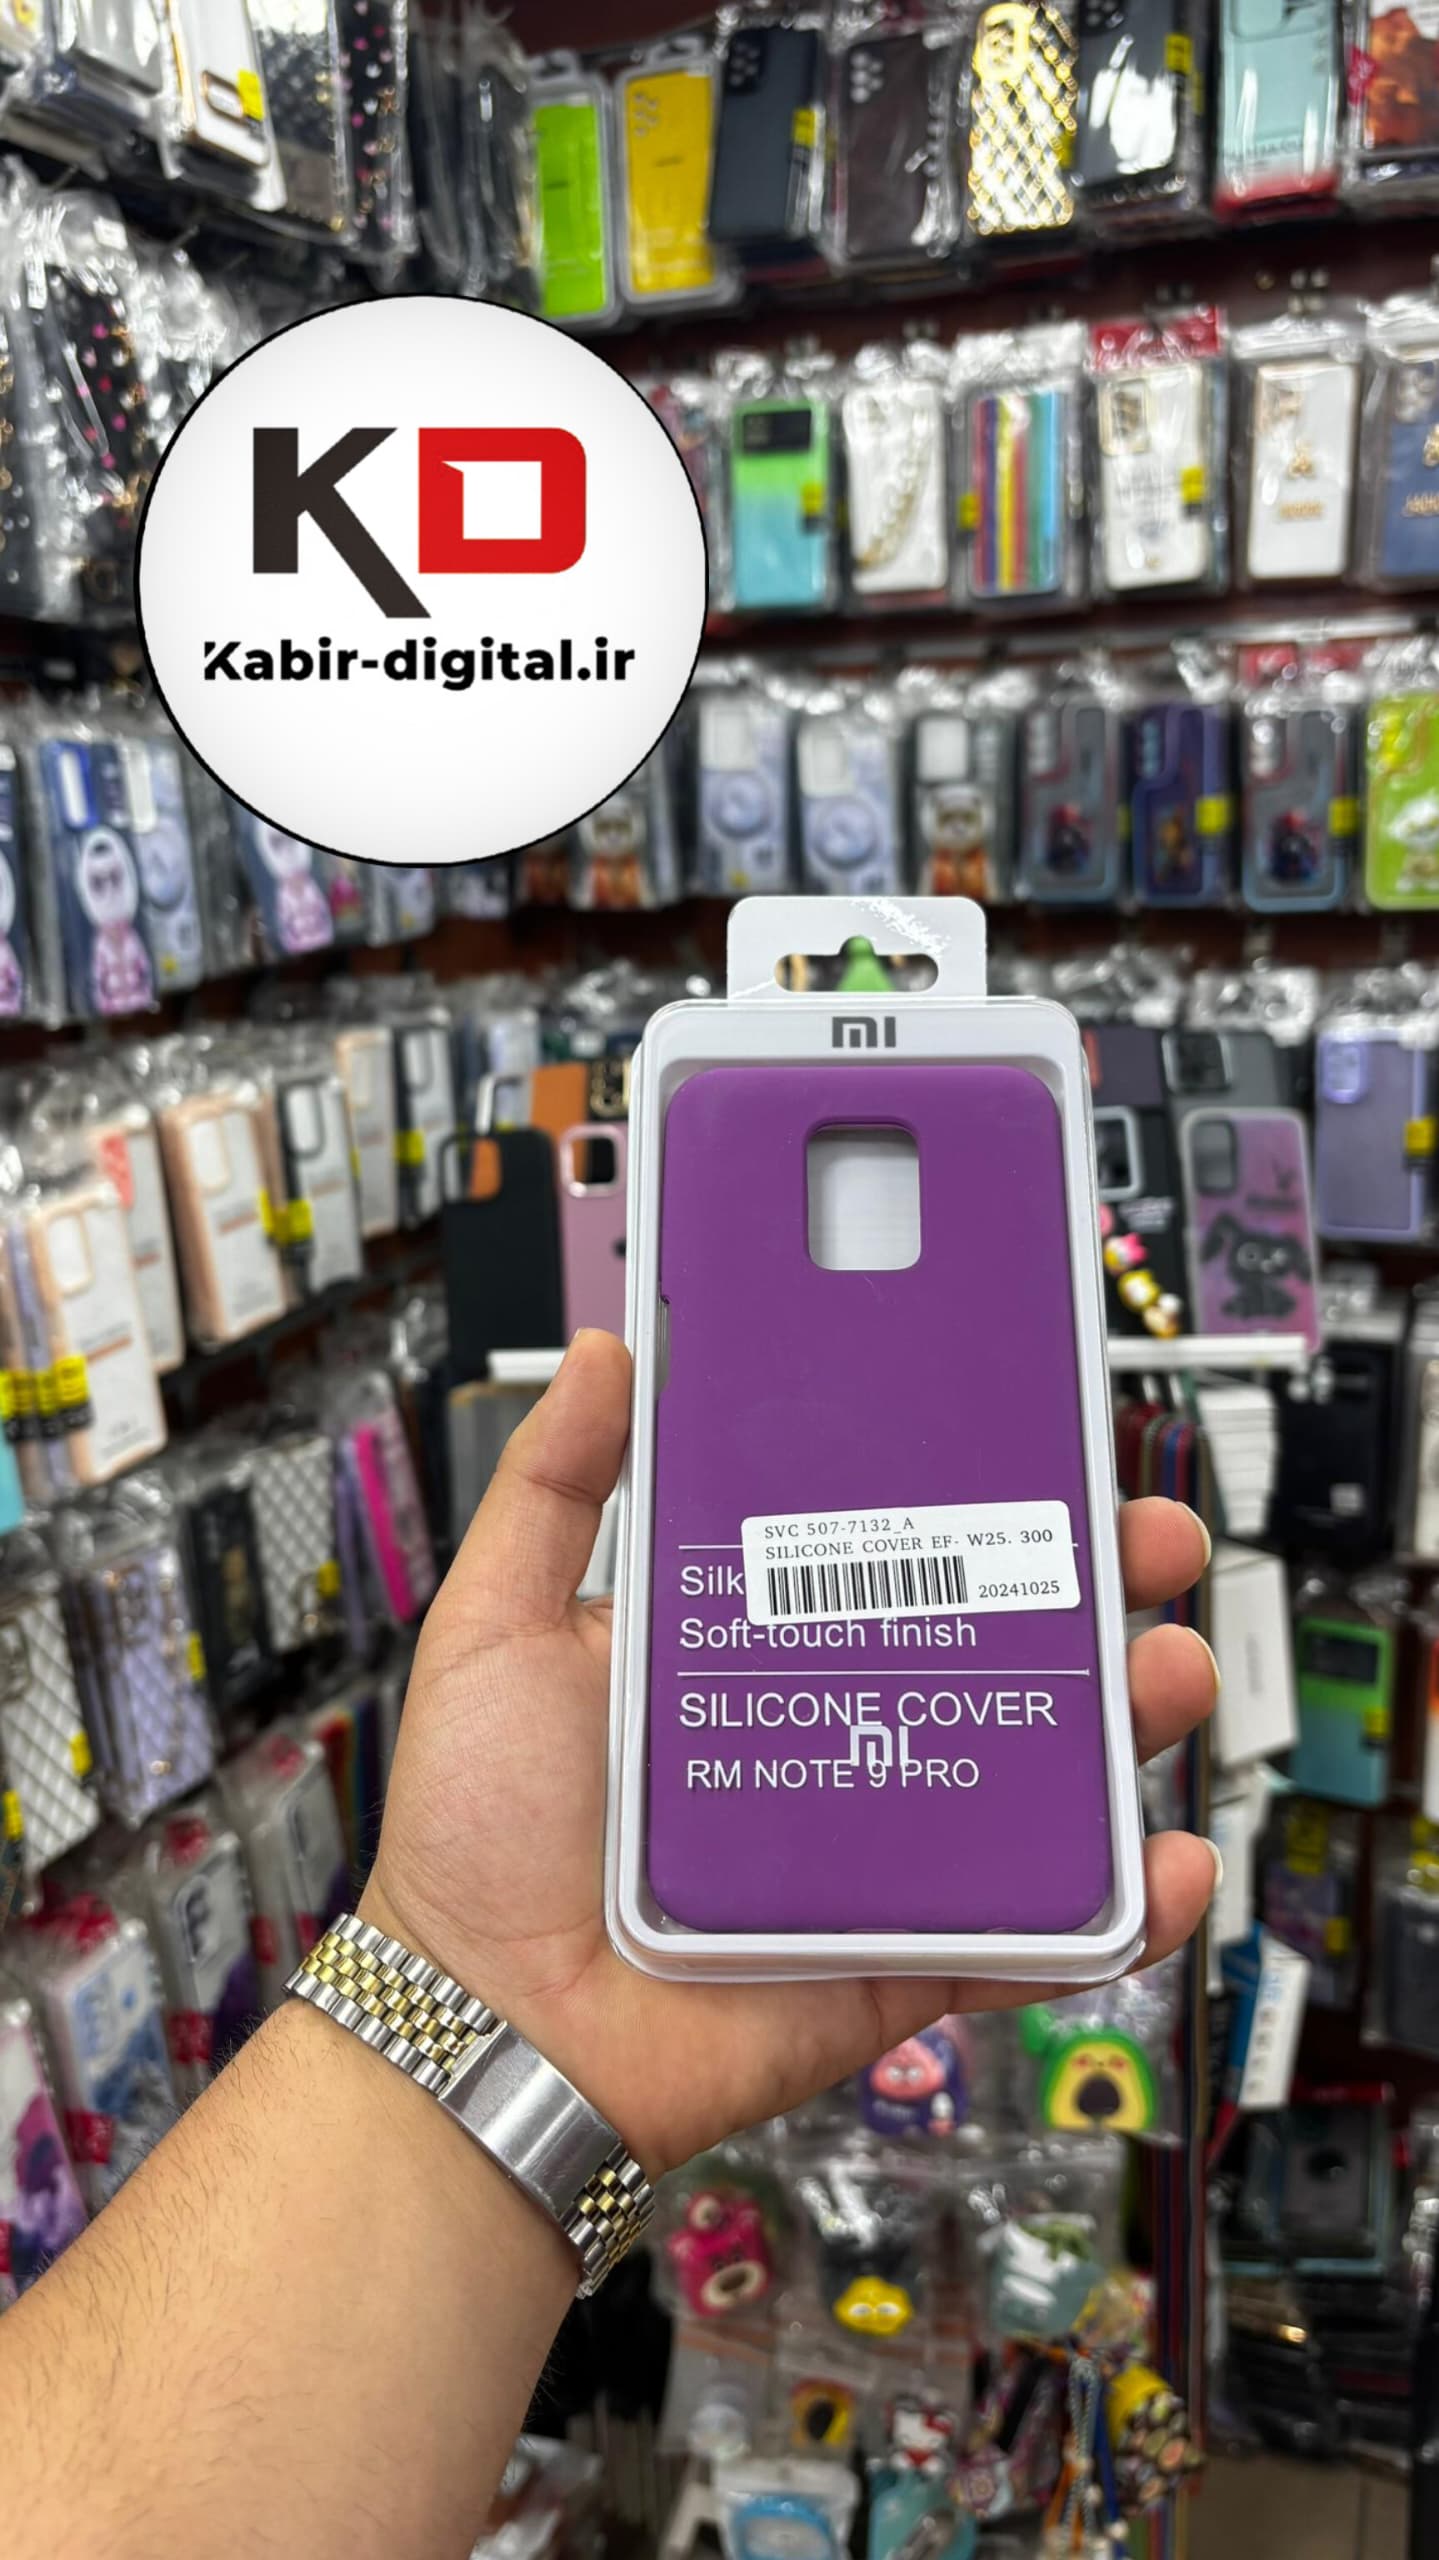 KD
Kabir-digital.ir
mi
SVC 507-7132_A
SILICONE COVER EF- W25. 300
20241025
Silk
Soft-touch finish
SILICONE COVER
mi
RM NOTE 9 PRO